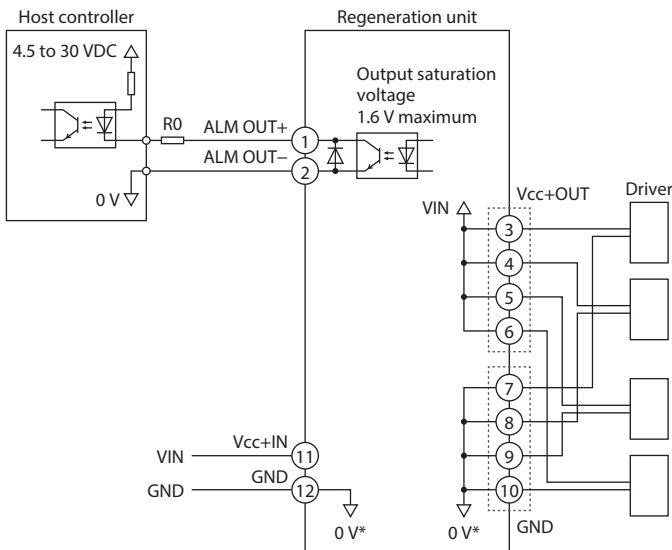 Host controller
Regeneration unit
4.5 to 30 VDC
Output saturation
voltage
1.6 V maximum
R0
ALM OUT+
1
ALM OUT−
2
0 V
Vcc+OUT
Driver
VIN
3
4
5
6
7
8
9
10
VIN
Vcc+IN
11
GND
GND
12
0 V*
0 V*
GND